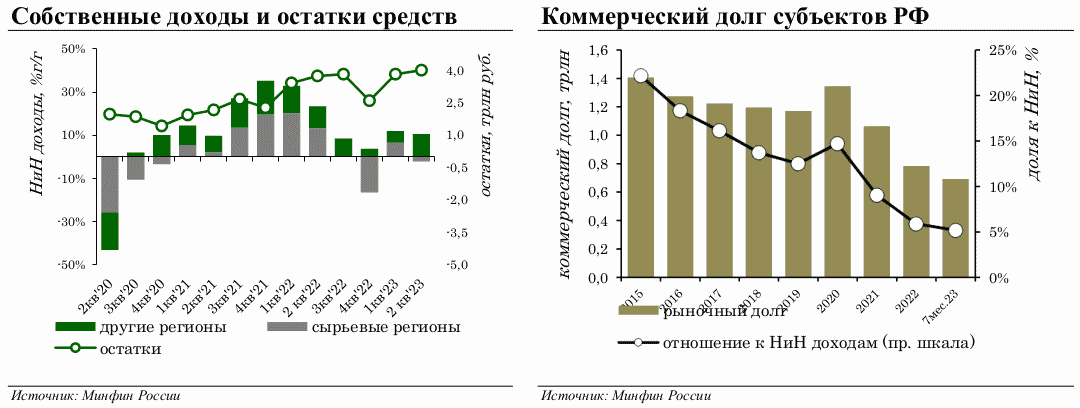 Собственные доходы и остатки средств
НиН доходы, %г/г
50%
30%
10%
-10%
-30%
-50%
4,0
2,5
1,0
-0,5
-2,0
-3,5
-5,0
остатки, трлн руб.
2кв'20
3кв'20
4кв'20
1кв'21
2кв'21
3кв'21
4кв'21
1кв'22
2 кв'22
3кв'22
4кв'22
1кв'23
2 кв'23
другие регионы
сырьевые регионы
остатки
Источник: Минфин России
Коммерческий долг субъектов РФ
коммерческий долг, трлн
1,6
1,4
1,2
1,0
0,8
0,6
0,4
0,2
0,0
25%
20%
15%
10%
5%
0%
доля к НиН, %
2015
2016
2017
2018
2019
2020
2021
2022
7мес.23
рыночный долг
отношение к НиН доходам (пр. шкала)
Источник: Минфин России